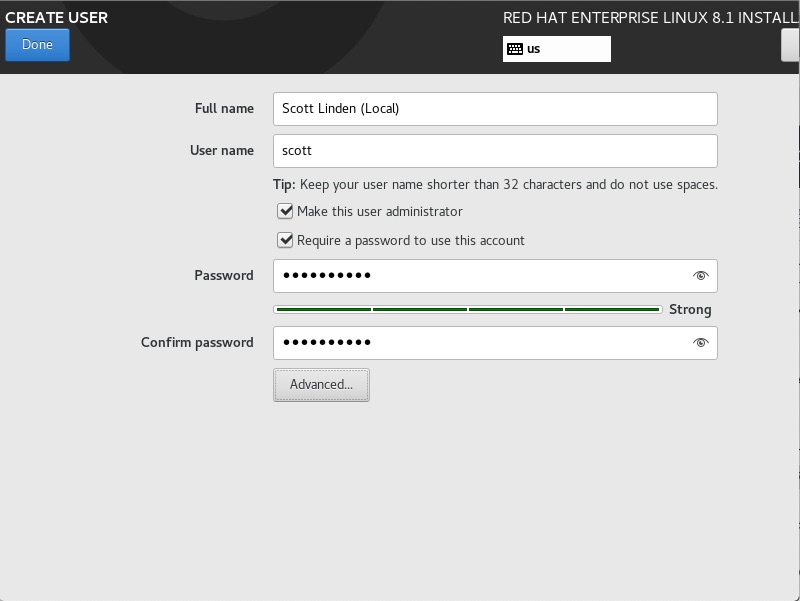 CREATE USER
RED HAT ENTERPRISE LINUX 8.1 INSTALL
Done
us
Full name
Scott Linden (Local)
User name
scott
Tip: Keep your user name shorter than 32 characters and do not use spaces.
Make this user administrator
Require a password to use this account
Password
••••••••••
Strong
Confirm password
••••••••••
Advanced...